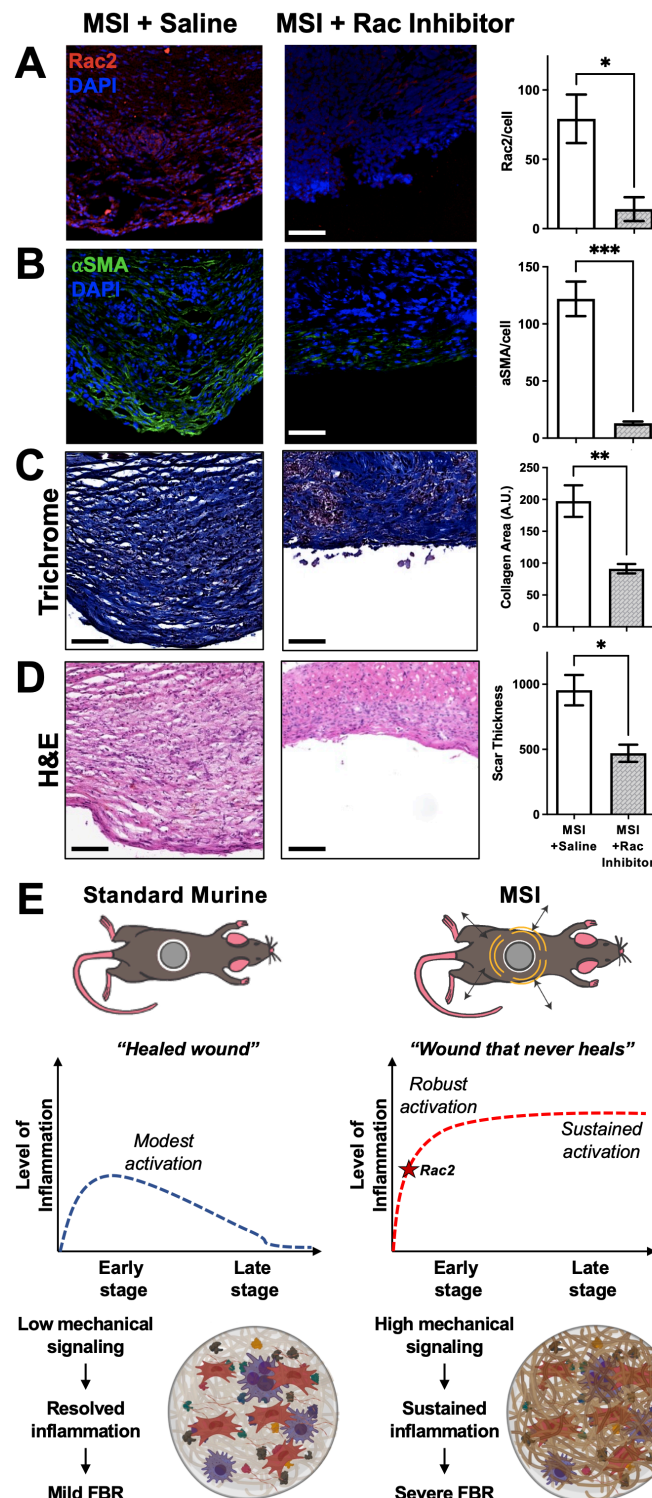 MSI + Saline
MSI + Rac Inhibitor
A
Rac2
DAPI
*
Rac2/cell
100
50
0
B
αSMA
DAPI
***
aSMA/cell
150
100
50
0
C
Trichrome
**
Collagen Area (A.U.)
250
200
150
100
50
0
D
H&E
*
Scar Thickness
1000
500
0
MSI
+Saline
MSI
+Rac
Inhibitor
E
Standard Murine
MSI
“Healed wound”
“Wound that never heals”
Level of
Inflammation
Modest
activation
Early
stage
Late
stage
Level of
Inflammation
Robust
activation
Sustained
activation
Rac2
Early
stage
Late
stage
Low mechanical
signaling
Resolved
inflammation
Mild FBR
High mechanical
signaling
Sustained
inflammation
Severe FBR